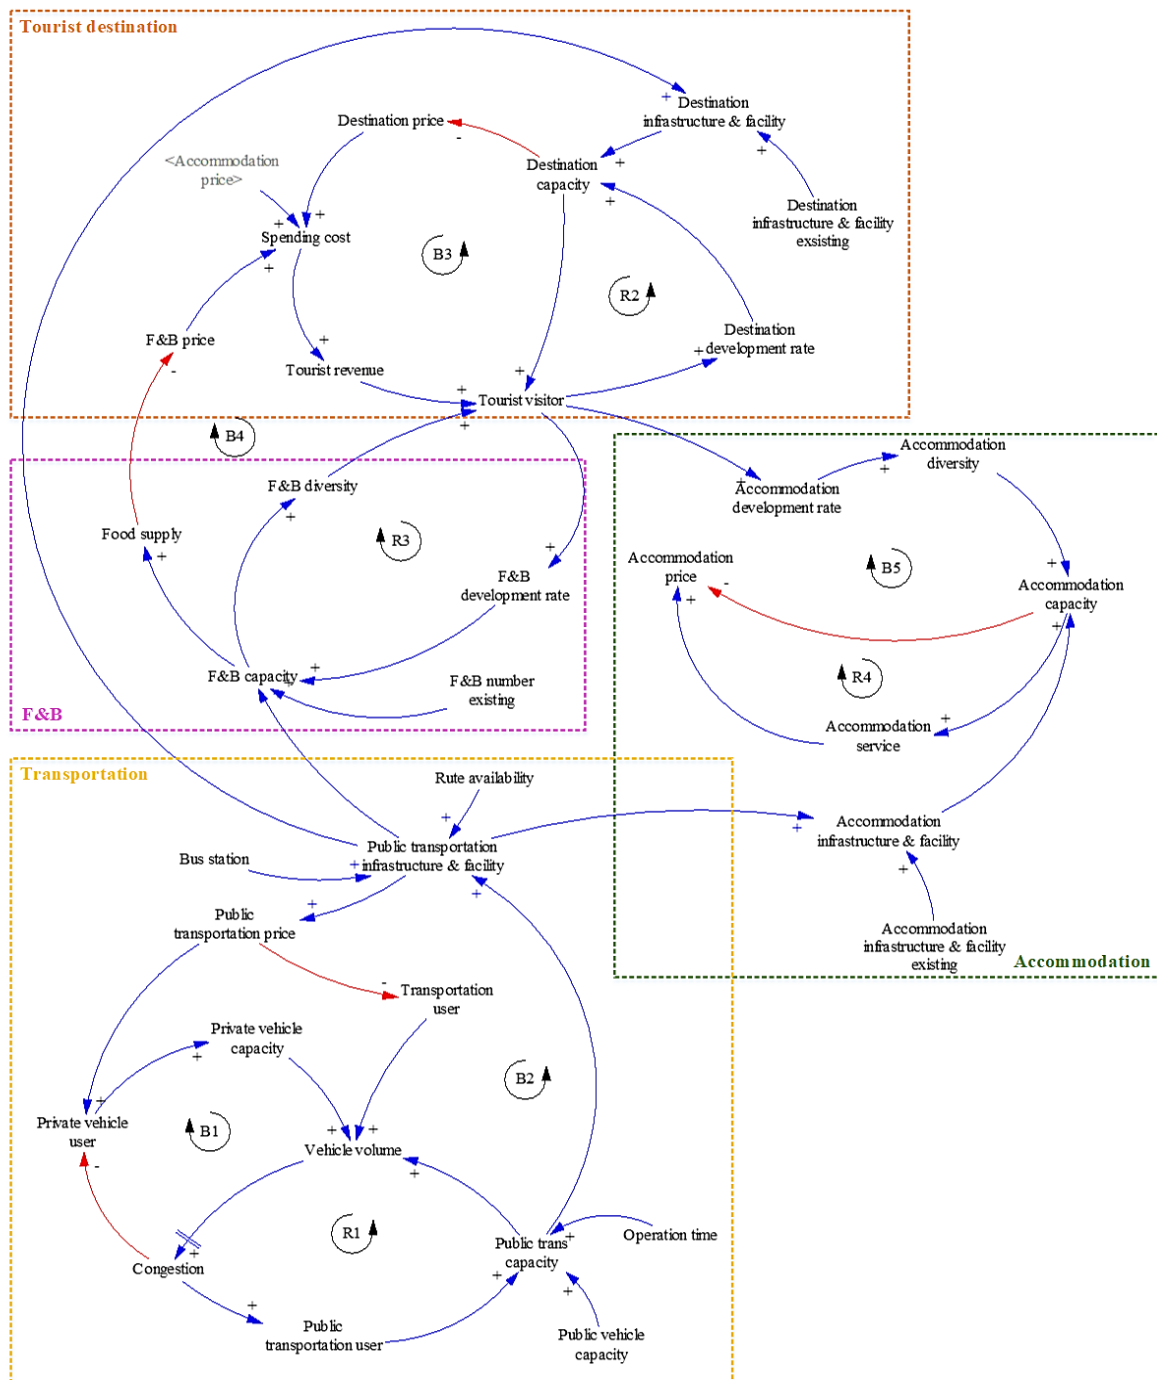 Tourist destination
Destination
infrastructure & facility
Destination price
<Accommodation
price>
Destination
capacity
Destination
infrastructure & facility
exsisting
Spending cost
B3
R2
F&B price
Destination
development rate
Tourist revenue
Tourist visitor
B4
Accommodation
diversity
F&B diversity
Accommodation
development rate
Food supply
R3
Accommodation
price
B5
F&B
development rate
Accommodation
capacity
F&B capacity
F&B number
existing
R4
F&B
Accommodation
service
Transportation
Rute availability
Public transportation
infrastructure & facility
Accommodation
infrastructure & facility
Bus station
Public
transportation price
Accommodation
infrastructure & facility
existing
Accommodation
Transportation
user
Private vehicle
capacity
B2
Private vehicle
user
B1
Vehicle volume
R1
Public trans
capacity
Operation time
Congestion
Public
transportation user
Public vehicle
capacity